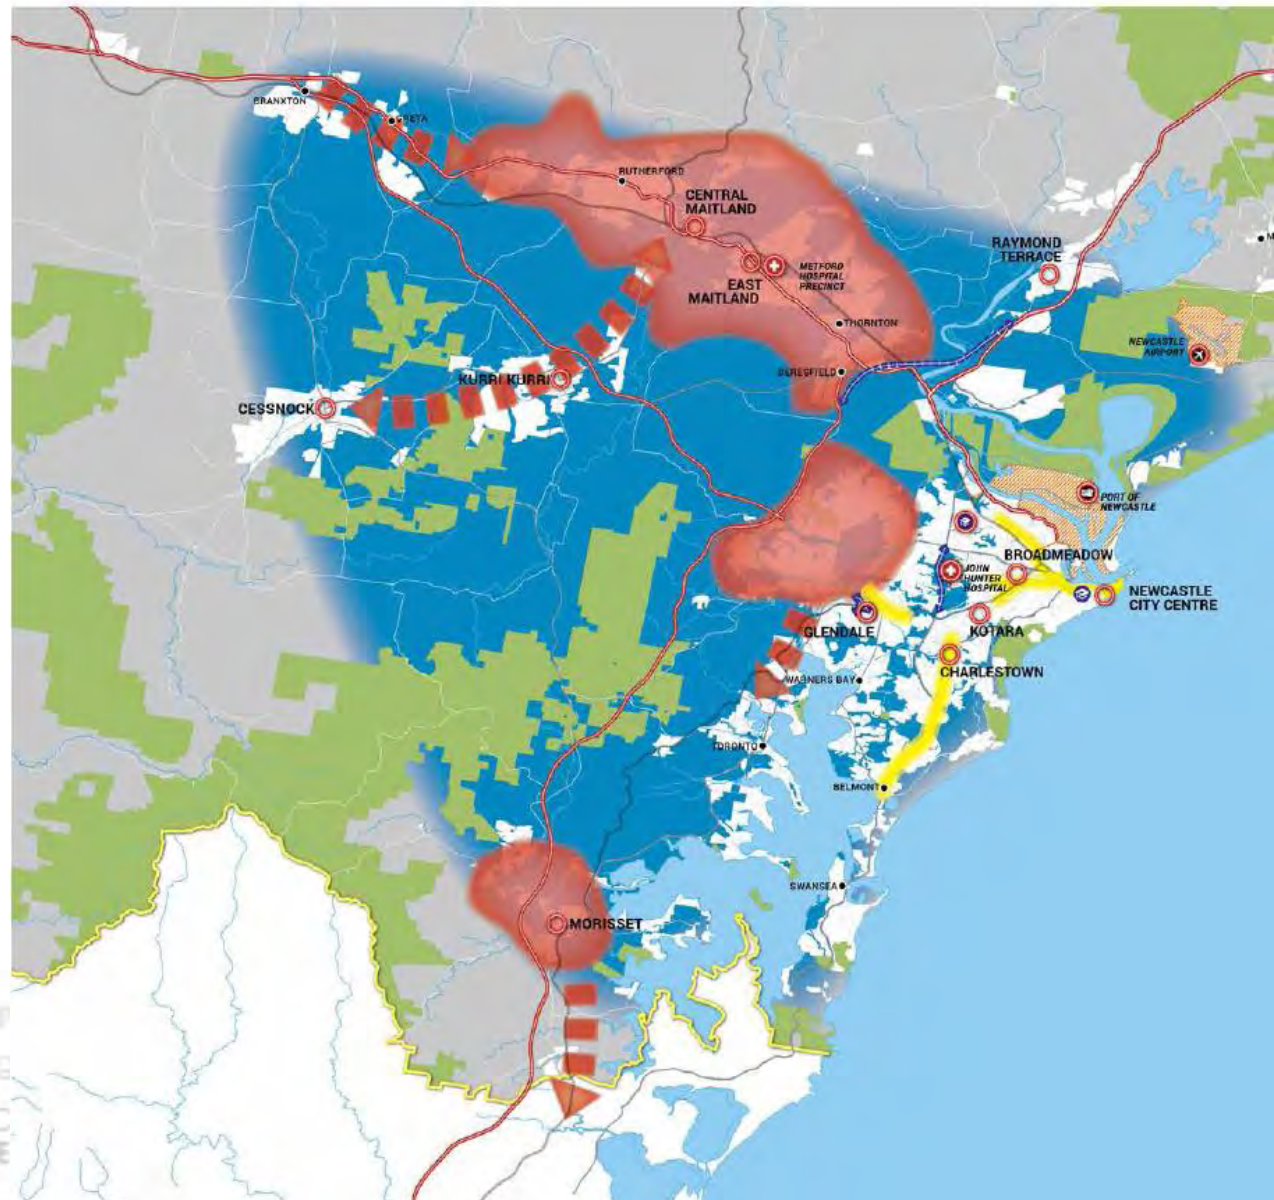 BRANXTON
GRETA
RUTHERFORD
CENTRAL
MAITLAND
EAST
MAITLAND
METFORD
HOSPITAL
PRECINCT
RAYMOND
TERRACE
THORNTON
BERESFIELD
NEWCASTLE
AIRPORT
KURRI KURRI
CESSNOCK
PORT OF
NEWCASTLE
BROADMEADOW
JOHN
HUNTER
HOSPITAL
NEWCASTLE
CITY CENTRE
GLENDALE
KOTARA
CHARLESTOWN
WARNERS BAY
TORONTO
BELMONT
SWANSEA
MORISSET